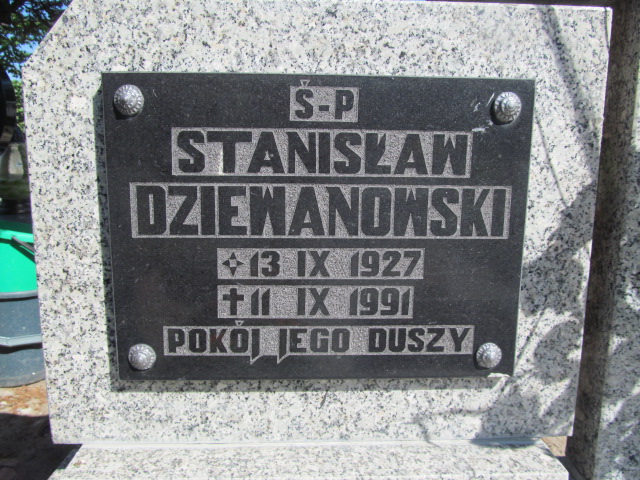 Ś-P
STANISŁAW
DZIEWANOWSKI
✧ 13 IX 1927
✝ 11 IX 1991
POKÓJ JEGO DUSZY